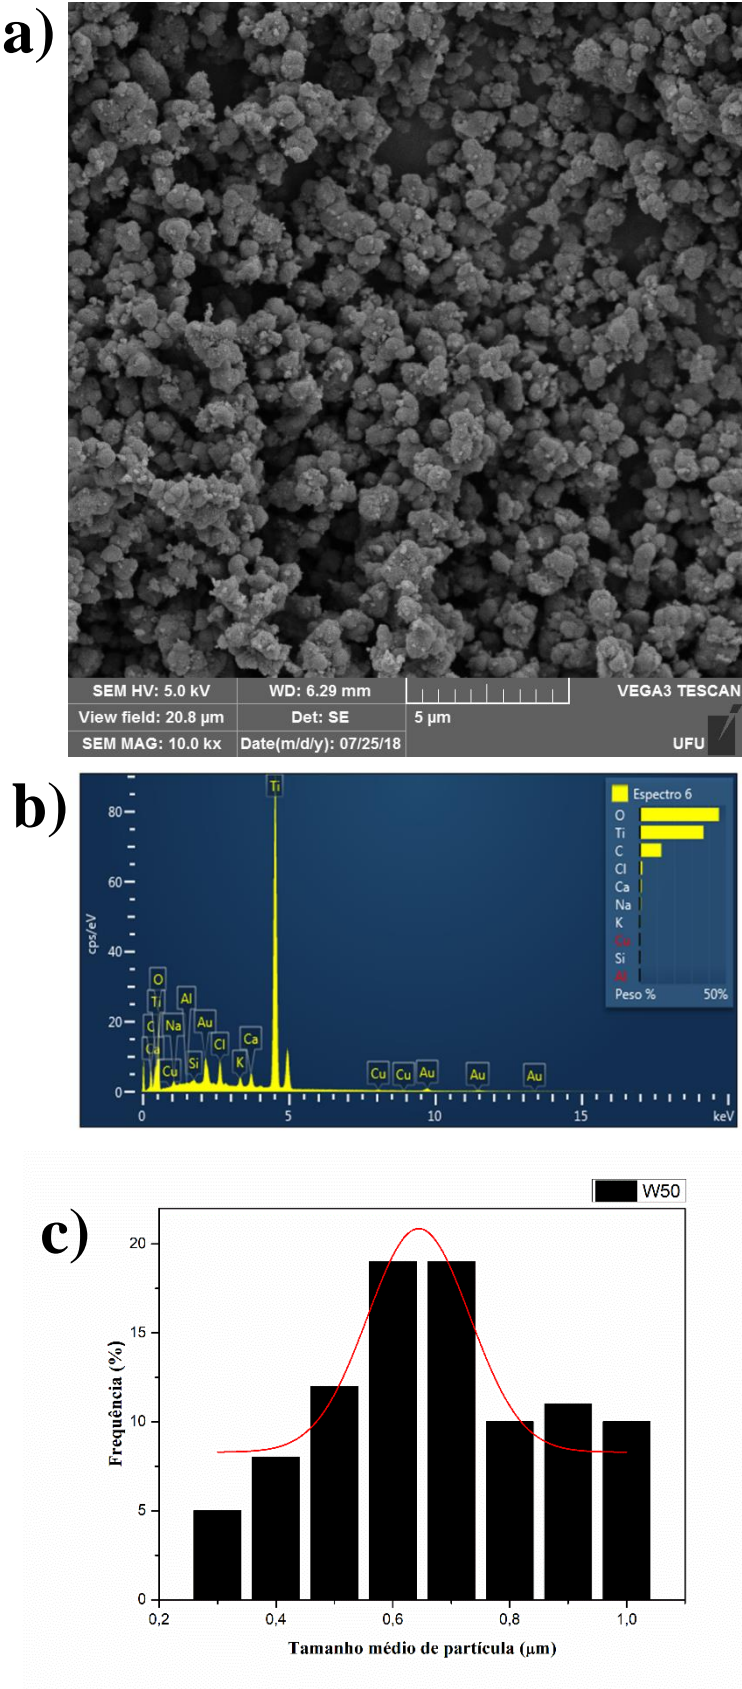 a)
SEM HV: 5.0 kV WD: 6.29 mm VEGA3 TESCAN
View field: 20.8 µm Det: SE 5 µm
SEM MAG: 10.0 kx Date(m/d/y): 07/25/18 UFU
b)
Ti
Espectro 6
O
Ti
C
Cl
Ca
Na
K
Cu
Si
Al
Peso % 50%
cps/eV
80
60
40
20
0
O
Ti
Al
C
Na
Au
Ca
Cl
Ca
Cu
Si
K
Cu
Cu
Au
Au
Au
0 5 10 15 keV
c)
W50
Frequência (%)
20
15
10
5
0
0,2 0,4 0,6 0,8 1,0
Tamanho médio de partícula (µm)